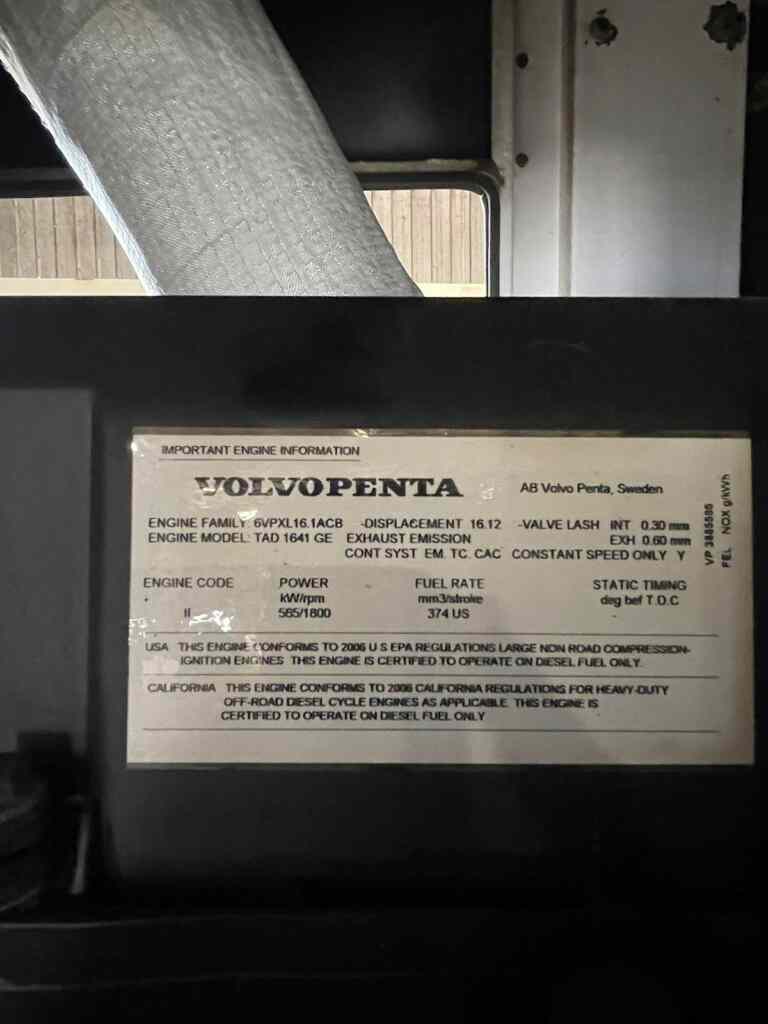 IMPORTANT ENGINE INFORMATION
VOLVO PENTA
AB Volvo Penta, Sweden
ENGINE FAMILY: 6VPXL16.1ACB -DISPLACEMENT 16.12 -VALVE LASH INT 0.30 mm
ENGINE MODEL: TAD 1641 GE EXHAUST EMISSION EXH 0.60 mm
CONT SYST EM, TC, CAC CONSTANT SPEED ONLY Y
VP 3885585
FEL NOX g/kWh
ENGINE CODE POWER FUEL RATE STATIC TIMING
kW/rpm mm3/stroke deg bef T.D.C
II 565/1800 374 US
USA THIS ENGINE CONFORMS TO 2006 U S EPA REGULATIONS LARGE NON ROAD COMPRESSION-
IGNITION ENGINES THIS ENGINE IS CERTIFIED TO OPERATE ON DIESEL FUEL ONLY.
CALIFORNIA THIS ENGINE CONFORMS TO 2006 CALIFORNIA REGULATIONS FOR HEAVY-DUTY
OFF-ROAD DIESEL CYCLE ENGINES AS APPLICABLE. THIS ENGINE IS
CERTIFIED TO OPERATE ON DIESEL FUEL ONLY